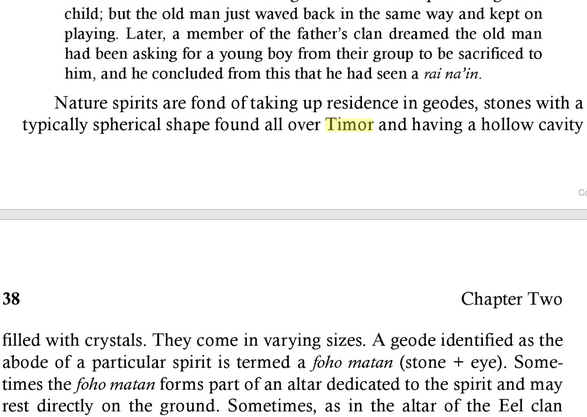 child; but the old man just waved back in the same way and kept on
playing. Later, a member of the father's clan dreamed the old man
had been asking for a young boy from their group to be sacrificed to
him, and he concluded from this that he had seen a rai na'in.
Nature spirits are fond of taking up residence in geodes, stones with a
typically spherical shape found all over Timor and having a hollow cavity
38
Chapter Two
filled with crystals. They come in varying sizes. A geode identified as the
abode of a particular spirit is termed a foho matan (stone + eye). Some-
times the foho matan forms part of an altar dedicated to the spirit and may
rest directly on the ground. Sometimes, as in the altar of the Eel clan